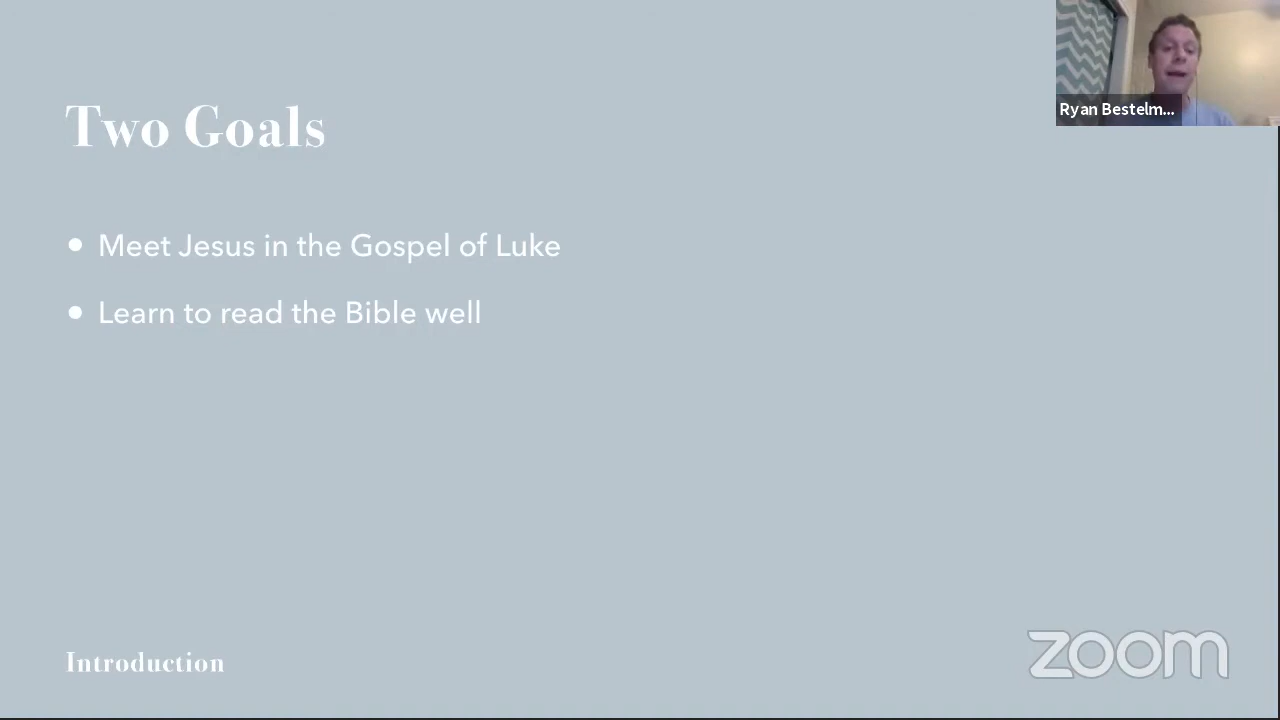 Two Goals
Ryan Bestelm...
• Meet Jesus in the Gospel of Luke
• Learn to read the Bible well
Introduction
zoom